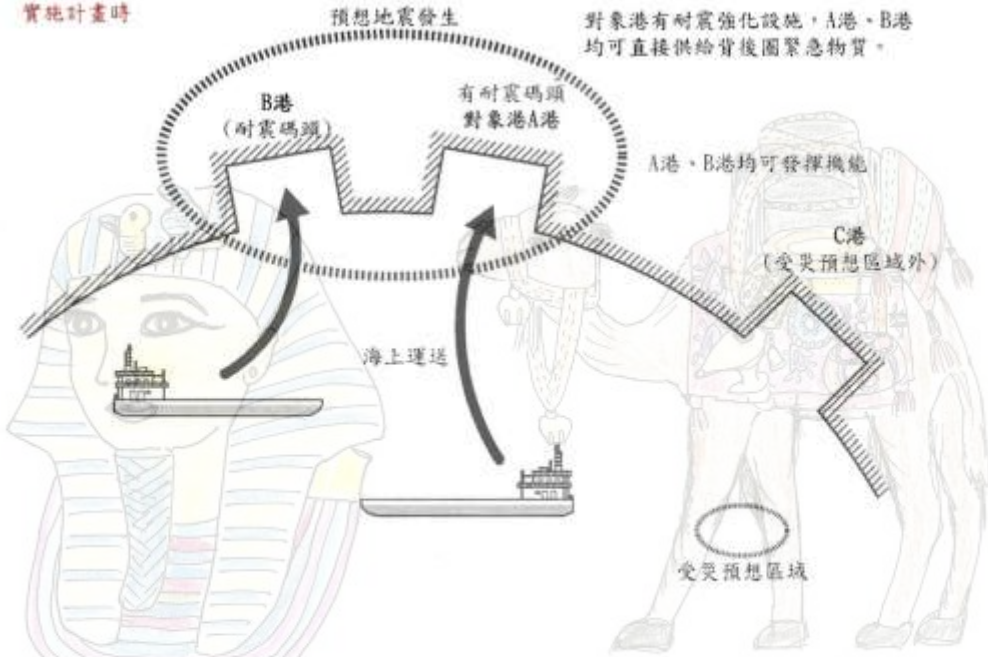 實施計畫時
預想地震發生
對象港有耐震強化設施，A港、B港
均可直接供給背後圈緊急物質。
B港
(耐震碼頭)
有耐震碼頭
對象港A港
A港、B港均可發揮機能
C港
(受災預想區域外)
海上運送
受災預想區域